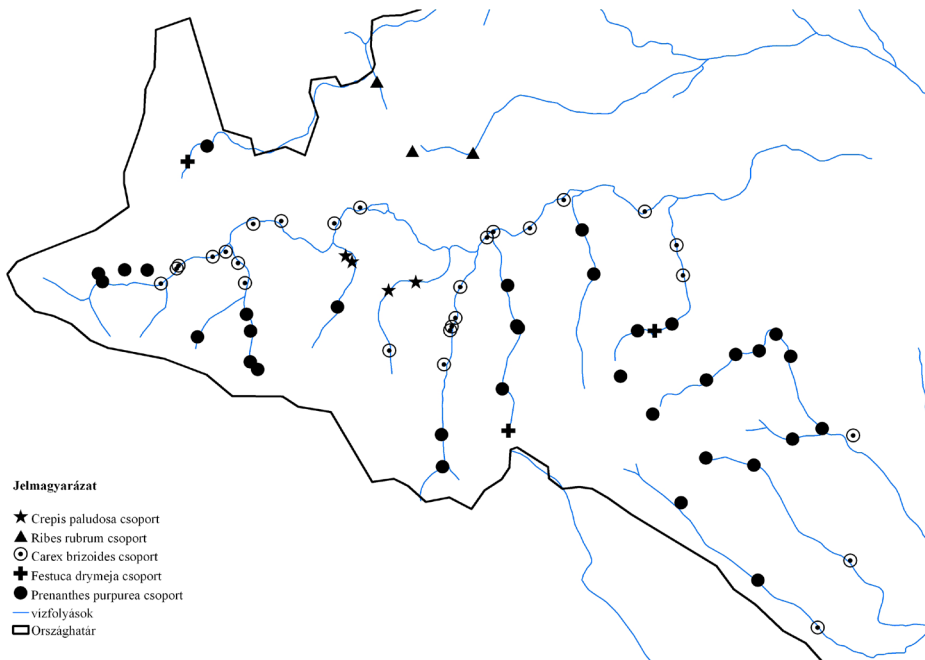 Jelmagyarázat
Crepis paludosa csoport
Ribes rubrum csoport
Carex brizoides csoport
Festuca drymeja csoport
Prenanthes purpurea csoport
vízfolyások
Országhatár